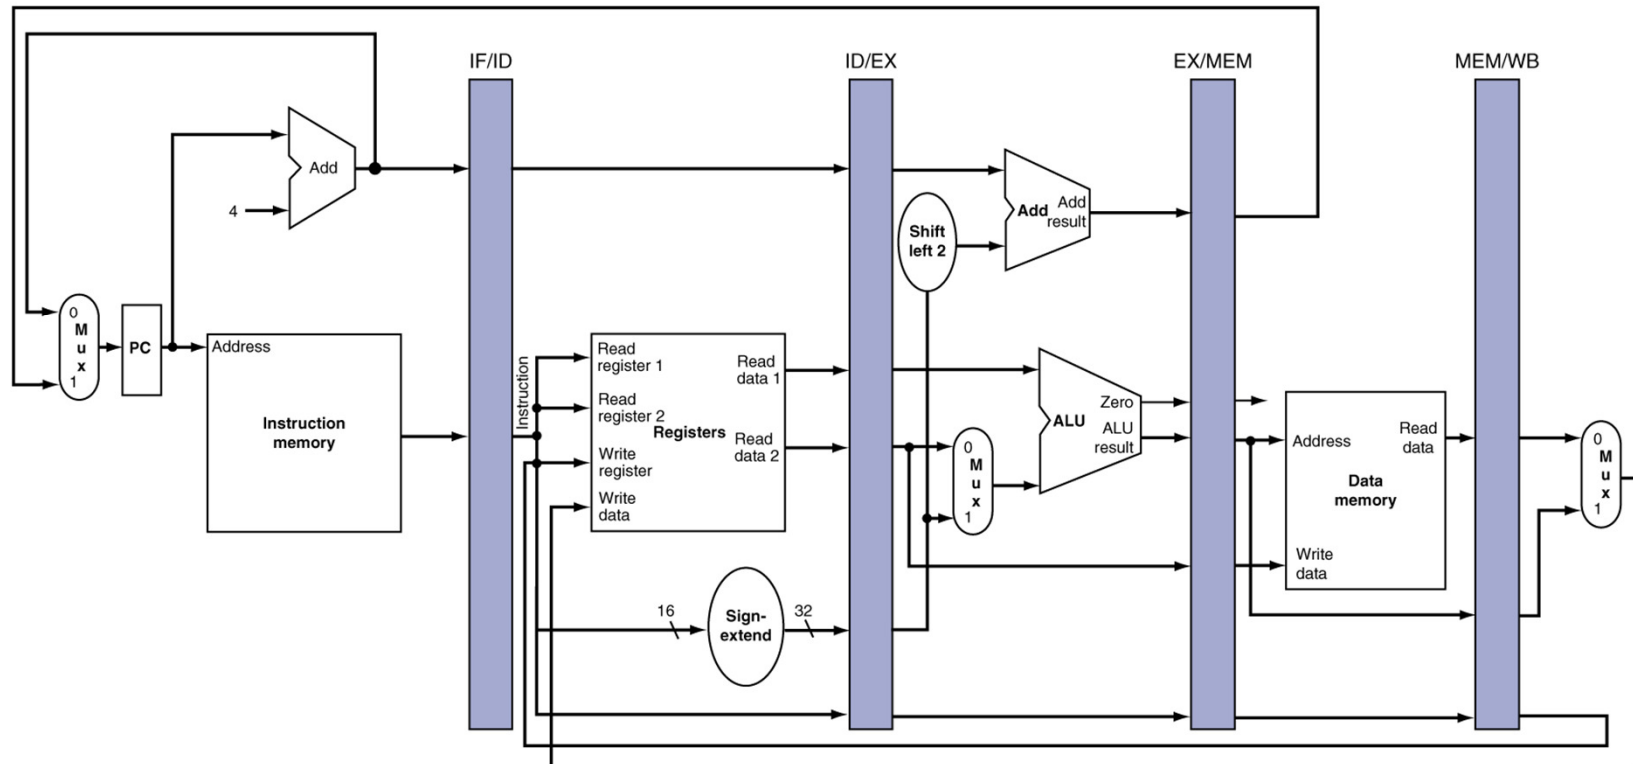 IF/ID
ID/EX
EX/MEM
MEM/WB
Add
4
Add
Add
result
Shift
left 2
0
M
u
x
1
PC
Address
Instruction
memory
Instruction
Read
register 1
Read
register 2
Write
register
Write
data
Registers
Read
data 1
Read
data 2
0
M
u
x
1
Zero
ALU
ALU
result
Address
Read
data
Data
memory
Write
data
0
M
u
x
1
16
Sign-
extend
32